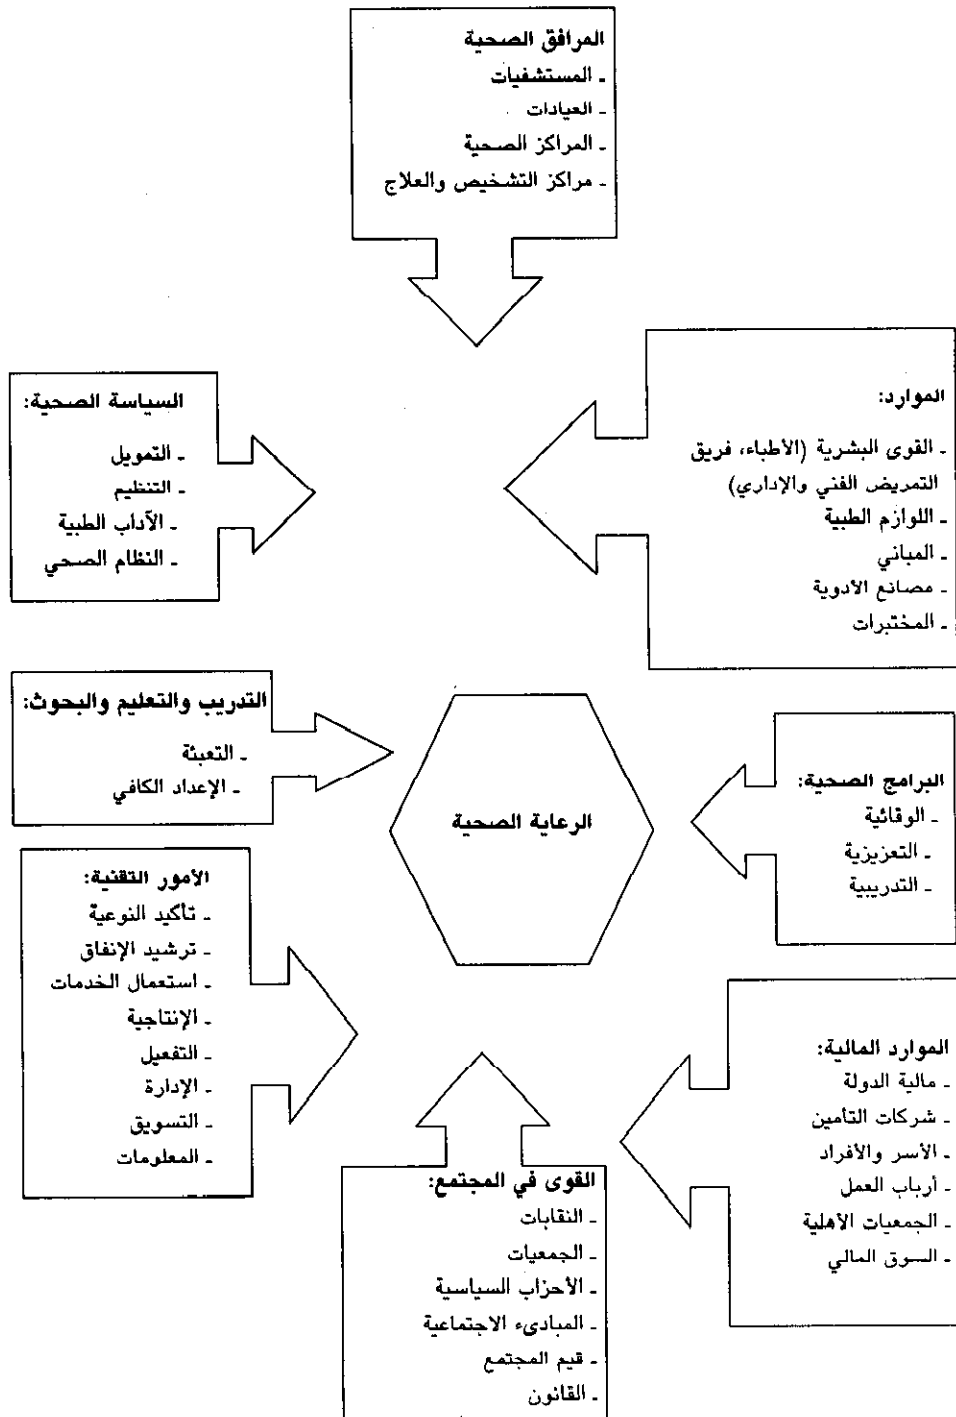 المرافق الصحية
- المستشفيات
- العيادات
- المراكز الصحية
- مراكز التشخيص والعلاج
الموارد:
- القوى البشرية (الأطباء، فريق
التمريض الفني والإداري)
- اللوازم الطبية
- المباني
- مصانع الأدوية
- المختبرات
السياسة الصحية:
- التمويل
- التنظيم
- الآداب الطبية
- النظام الصحي
التدريب والتعليم والبحوث:
- التعبئة
- الإعداد الكافي
الرعاية الصحية
البرامج الصحية:
- الوقائية
- التعزيزية
- التدريبية
الأمور التقنية:
- تأكيد النوعية
- ترشيد الإنفاق
- استعمال الخدمات
- الإنتاجية
- التفعيل
- الإدارة
- التسويق
- المعلومات
الموارد المالية:
- مالية الدولة
- شركات التأمين
- الأسر والأفراد
- أرباب العمل
- الجمعيات الأهلية
- السوق المالي
القوى في المجتمع:
- النقابات
- الجمعيات
- الأحزاب السياسية
- المبادىء الاجتماعية
- قيم المجتمع
- القانون